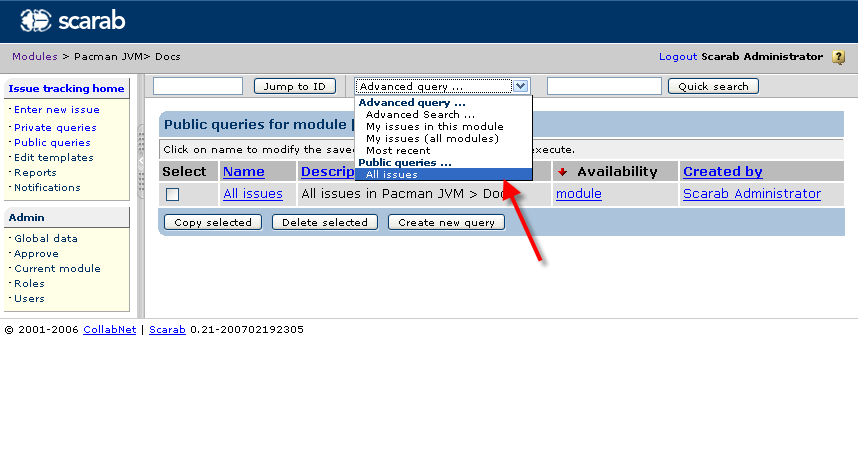 scarab
Modules > Pacman JVM> Docs
Logout Scarab Administrator ?
Issue tracking home
Enter new issue
Private queries
Public queries
Edit templates
Reports
Notifications
Admin
Global data
Approve
Current module
Roles
Users
Jump to ID
Advanced query ...
Quick search
Advanced query ...
Advanced Search ...
My issues in this module
My issues (all modules)
Most recent
Public queries ...
All issues
Public queries for module
Click on name to modify the saved execute.
Select Name Descrip Availability Created by
All issues All issues in Pacman JVM > Docs module Scarab Administrator
Copy selected Delete selected Create new query
© 2001-2006 CollabNet | Scarab 0.21-200702192305